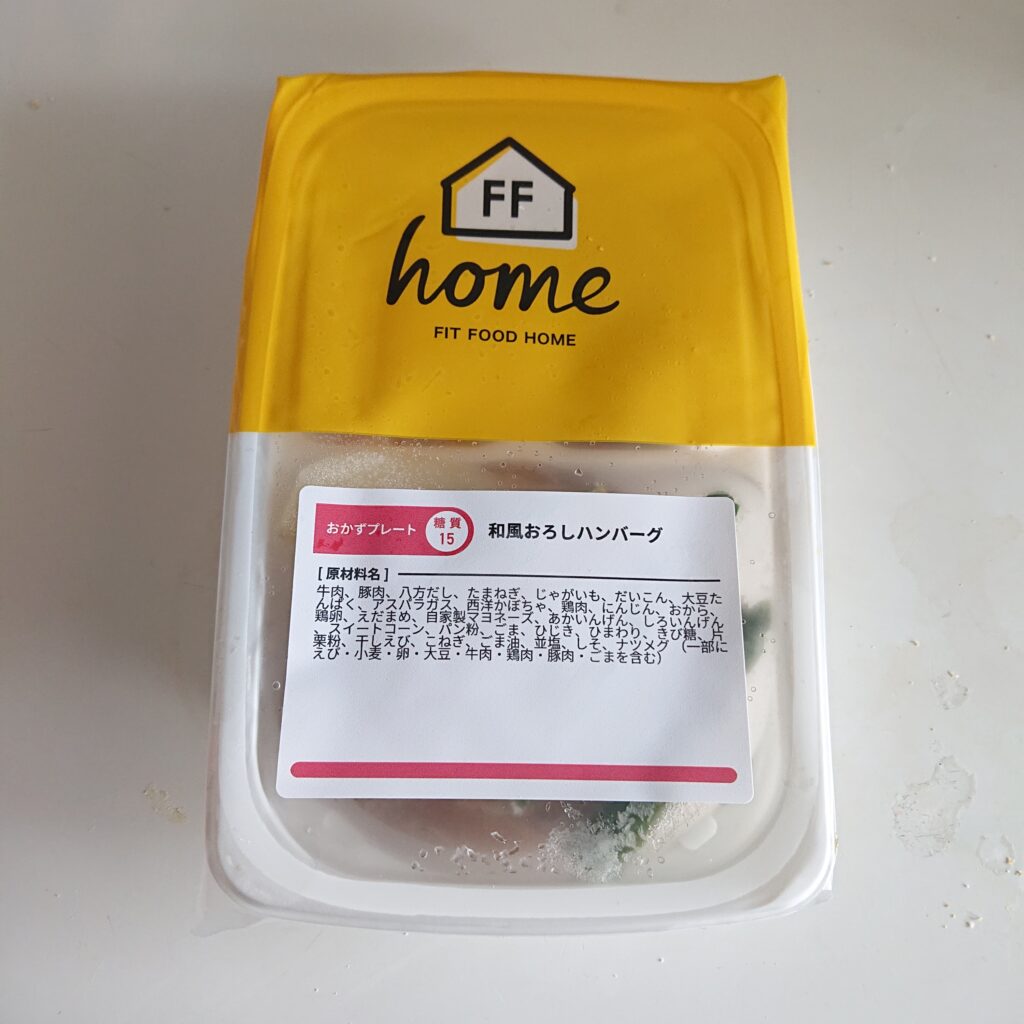 FF
home
FIT FOOD HOME
おかずプレート
糖質
15
和風おろしハンバーグ
[ 原材料名 ]
牛肉、豚肉、八方だし、たまねぎ、じゃがいも、だいこん、大豆た
んぱく、アスパラガス、西洋かぼちゃ、鶏肉、にんじん、おから、
鶏卵、えだまめ、自家製マヨネーズ、あかいんげん、しろいんげん
、スイートコーン、パン粉、ごま、ひじき、ひまわり、きび糖、片
栗粉、干しえび、こねぎ、ごま油、並塩、しそ、ナツメグ（一部に
えび・小麦・卵・大豆・牛肉・鶏肉・豚肉・ごまを含む）